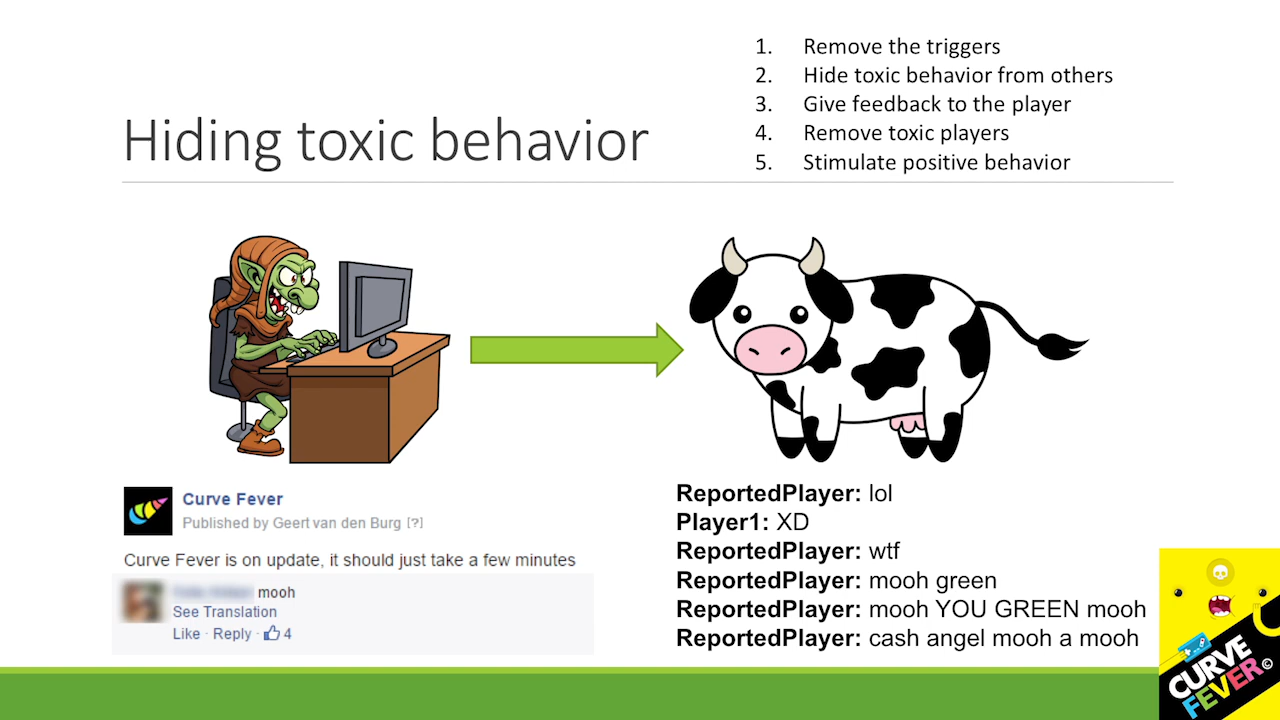 Hiding toxic behavior
1. Remove the triggers
2. Hide toxic behavior from others
3. Give feedback to the player
4. Remove toxic players
5. Stimulate positive behavior
Curve Fever
Published by Geert van den Burg [?]
Curve Fever is on update, it should just take a few minutes
mooh
See Translation
Like · Reply · 4
ReportedPlayer: lol
Player1: XD
ReportedPlayer: wtf
ReportedPlayer: mooh green
ReportedPlayer: mooh YOU GREEN mooh
ReportedPlayer: cash angel mooh a mooh
CURVE
FEVER©